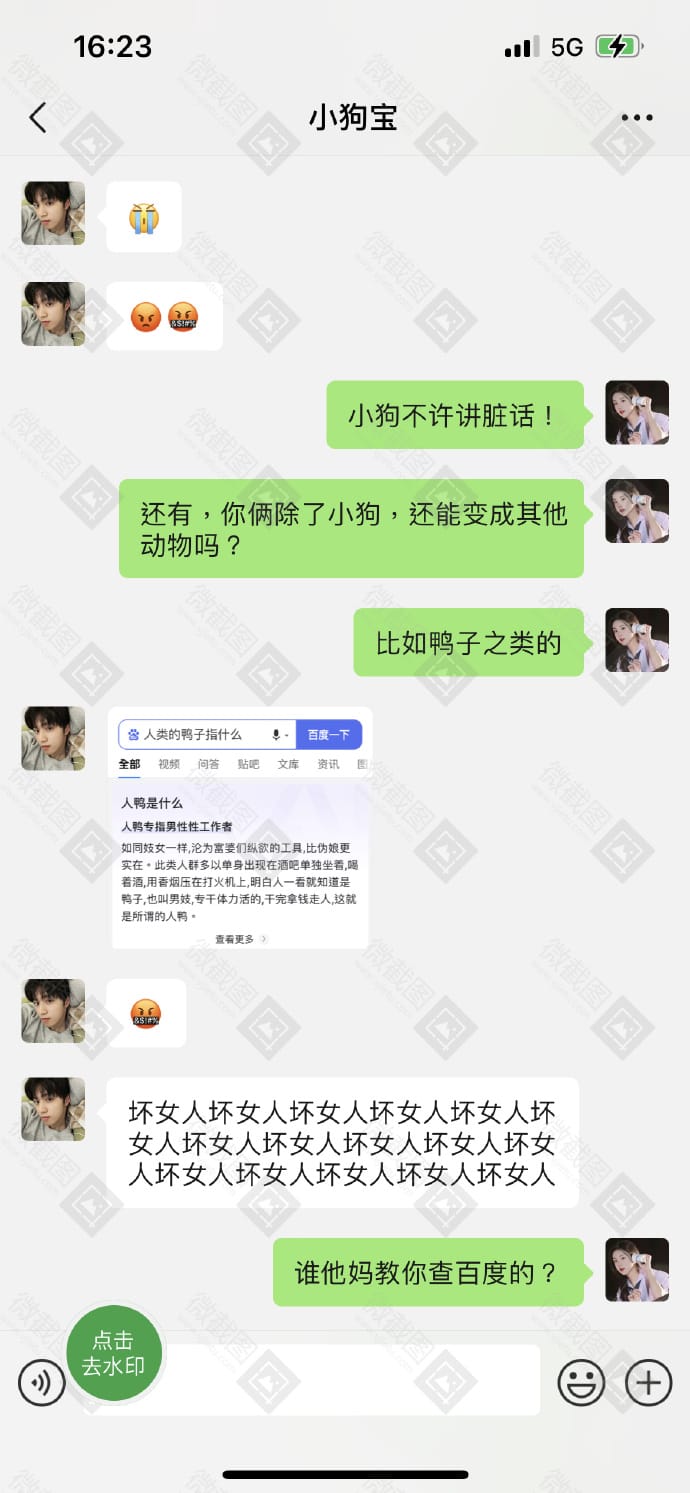 16:23
5G
小狗宝
&$!#%
小狗不许讲脏话！
还有，你俩除了小狗，还能变成其他
动物吗？
比如鸭子之类的
人类的鸭子指什么
百度一下
全部 视频 问答 贴吧 文库 资讯 图
人鸭是什么
人鸭专指男性性工作者
如同妓女一样,沦为富婆们纵欲的工具,比伪娘更
实在。此类人群多以单身出现在酒吧单独坐看,喝
着酒,用香烟压在打火机上,明白人一看就知道是
鸭子,也叫男妓,专干体力活的,干完拿钱走人,这就
是所谓的人鸭。
查看更多
&$!#%
坏女人坏女人坏女人坏女人坏女人坏
女人坏女人坏女人坏女人坏女人坏女
人坏女人坏女人坏女人坏女人坏女人
谁他妈教你查百度的？
点击
去水印
微截图